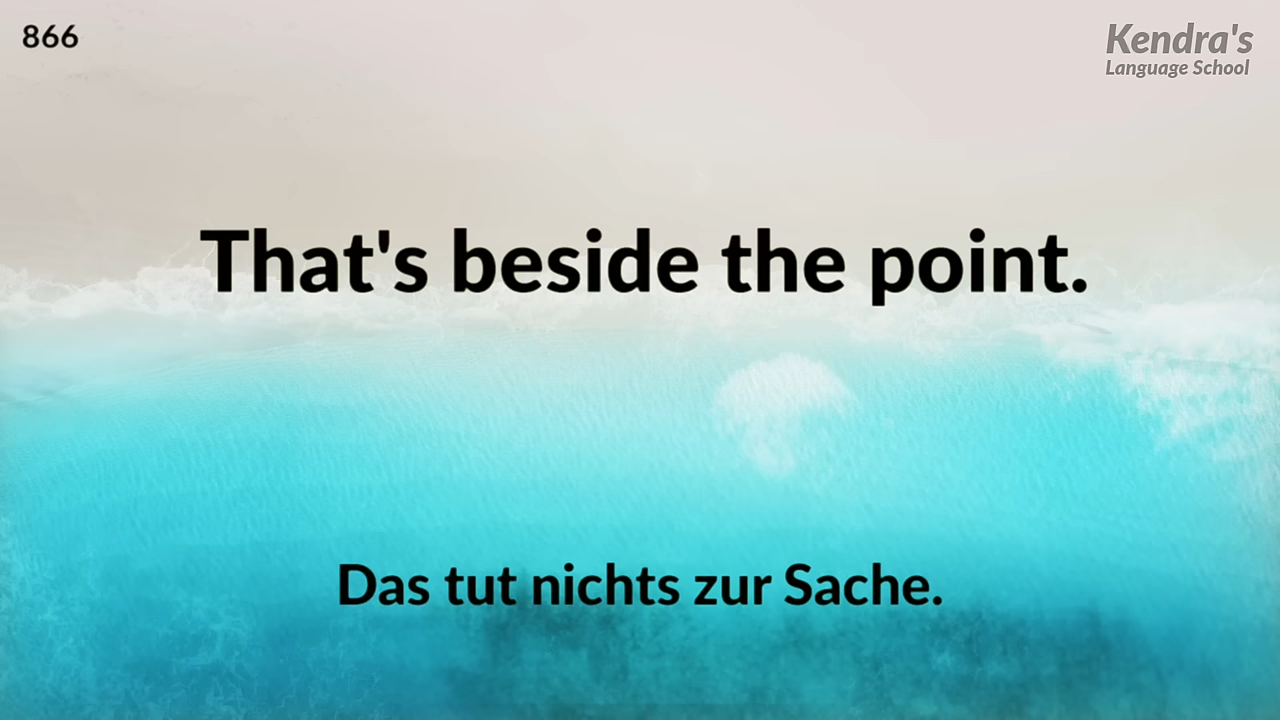 866
Kendra's
Language School
That's beside the point.
Das tut nichts zur Sache.